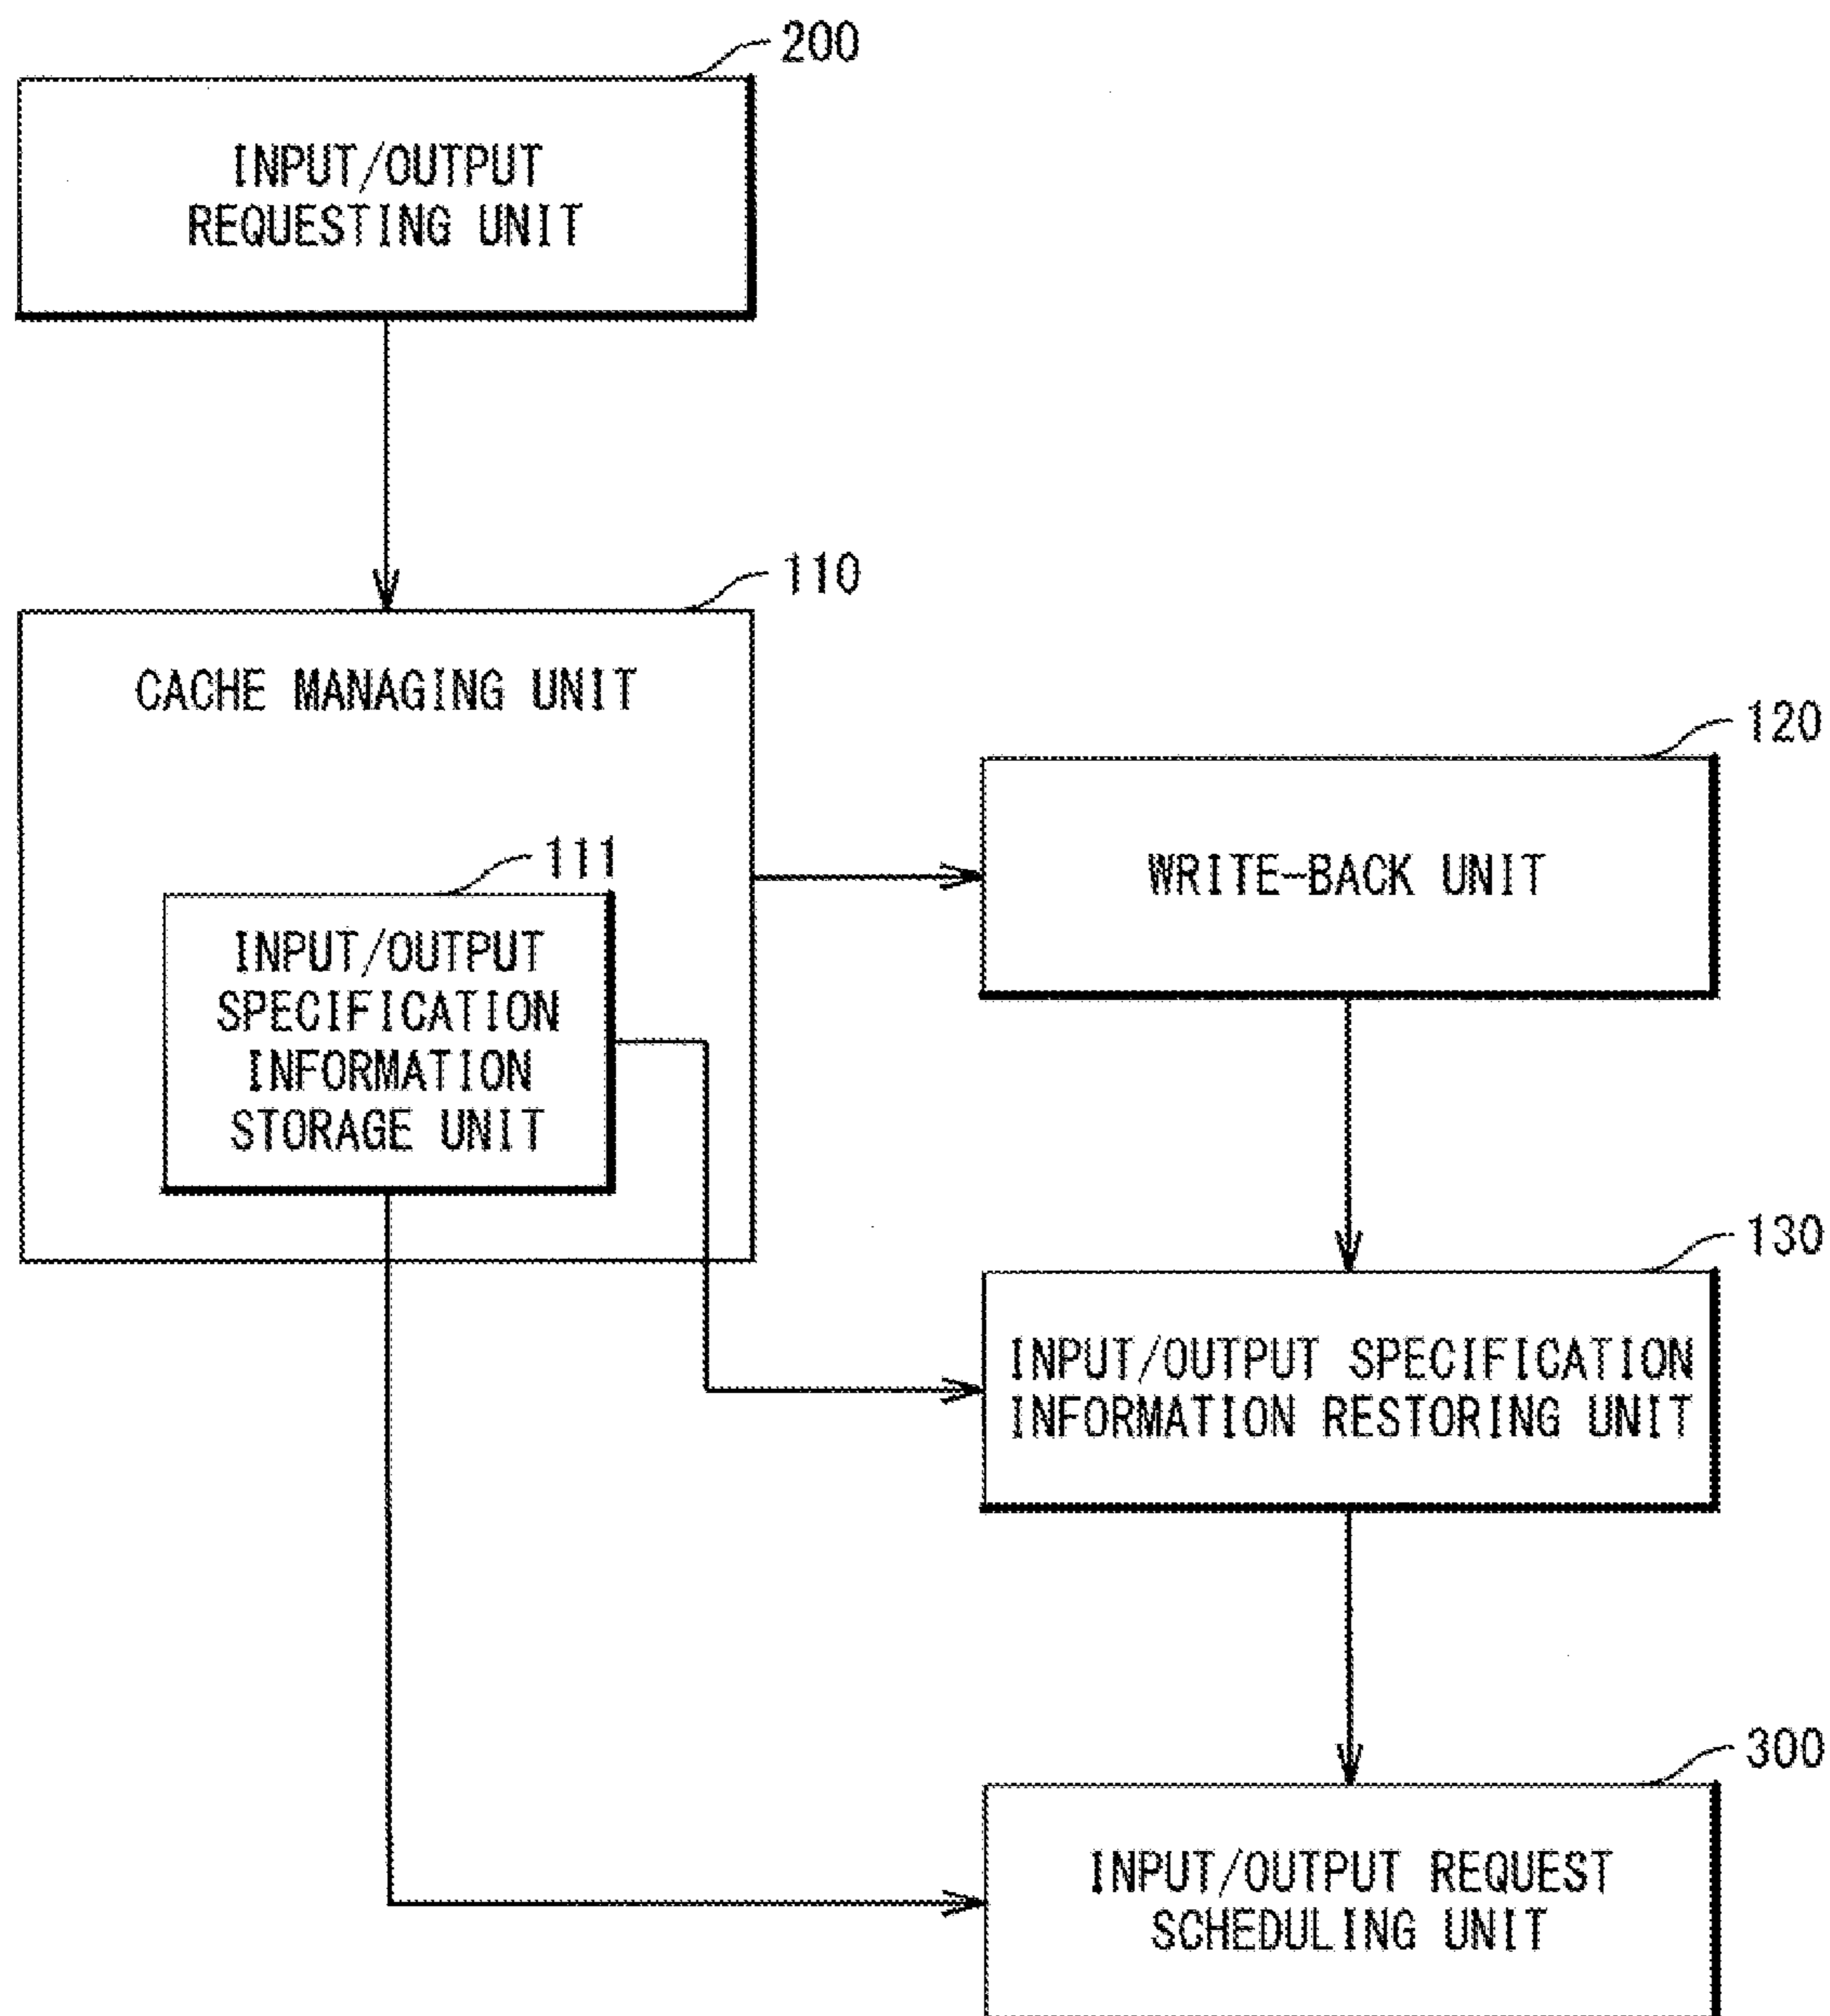 200
INPUT/OUTPUT
REQUESTING UNIT
110
CACHE MANAGING UNIT
111
INPUT/OUTPUT
SPECIFICATION
INFORMATION
STORAGE UNIT
120
WRITE-BACK UNIT
130
INPUT/OUTPUT SPECIFICATION
INFORMATION RESTORING UNIT
300
INPUT/OUTPUT REQUEST
SCHEDULING UNIT